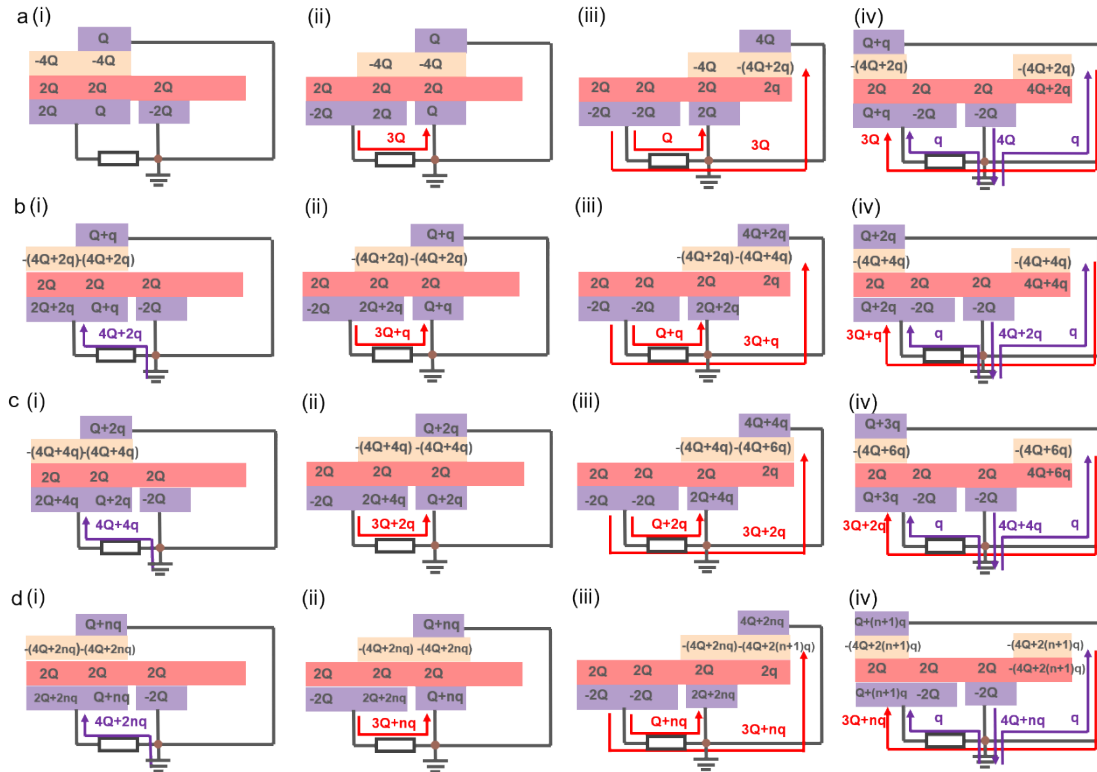 a (i) (ii) (iii) (iv)
Q Q 4Q Q+q
-4Q -4Q -4Q -4Q -4Q -(4Q+2q) -(4Q+2q) -(4Q+2q)
2Q 2Q 2Q 2Q 2Q 2Q 2Q 2Q 2Q 2q 2Q 2Q 2Q 4Q+2q
2Q Q -2Q -2Q 2Q Q -2Q -2Q 2Q Q+q -2Q -2Q
3Q Q 3Q 3Q q 4Q q
b (i) (ii) (iii) (iv)
Q+q Q+q 4Q+2q Q+2q
-(4Q+2q)-(4Q+2q) -(4Q+2q)-(4Q+2q) -(4Q+2q)-(4Q+4q) -(4Q+4q) -(4Q+4q)
2Q 2Q 2Q 2Q 2Q 2Q 2Q 2Q 2Q 2q 2Q 2Q 2Q 4Q+4q
2Q+2q Q+q -2Q -2Q 2Q+2q Q+q -2Q -2Q 2Q+2q Q+2q -2Q -2Q
4Q+2q 3Q+q Q+q 3Q+q 3Q+q q 4Q+2q q
c (i) (ii) (iii) (iv)
Q+2q Q+2q 4Q+4q Q+3q
-(4Q+4q)-(4Q+4q) -(4Q+4q)-(4Q+4q) -(4Q+4q)-(4Q+6q) -(4Q+6q) -(4Q+6q)
2Q 2Q 2Q 2Q 2Q 2Q 2Q 2Q 2Q 2q 2Q 2Q 2Q 4Q+6q
2Q+4q Q+2q -2Q -2Q 2Q+4q Q+2q -2Q -2Q 2Q+4q Q+3q -2Q -2Q
4Q+4q 3Q+2q Q+2q 3Q+2q 3Q+2q q 4Q+4q q
d (i) (ii) (iii) (iv)
Q+nq Q+nq 4Q+2nq Q+(n+1)q
-(4Q+2nq)-(4Q+2nq) -(4Q+2nq) -(4Q+2nq) -(4Q+2nq)-(4Q+2(n+1)q) -(4Q+2(n+1)q) -(4Q+2(n+1)q)
2Q 2Q 2Q 2Q 2Q 2Q 2Q 2Q 2Q 2q 2Q 2Q 2Q -(4Q+2(n+1)q)
2Q+2nq Q+nq -2Q -2Q 2Q+2nq Q+nq -2Q -2Q 2Q+2nq Q+(n+1)q -2Q -2Q
4Q+2nq 3Q+nq Q+nq 3Q+nq 3Q+nq q 4Q+nq q